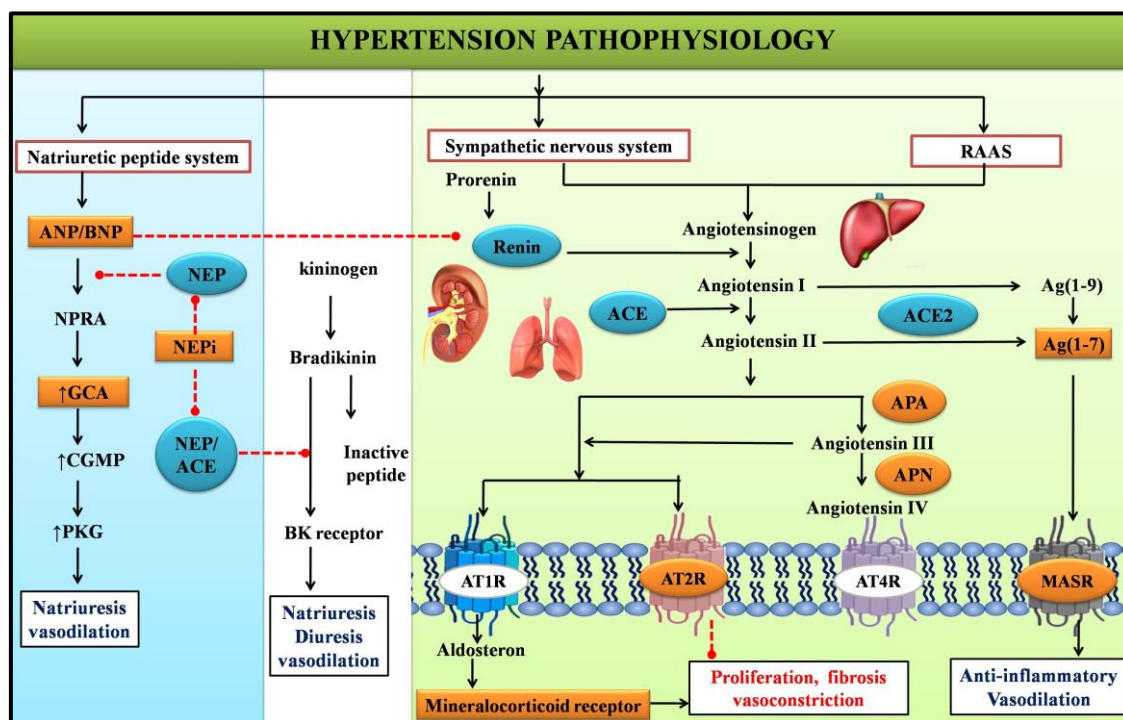 HYPERTENSION PATHOPHYSIOLOGY
Natriuretic peptide system
ANP/BNP
NEP
NPRA
NEPi
↑GCA
NEP/
ACE
↑CGMP
↑PKG
Natriuresis
vasodilation
kininogen
Bradikinin
Inactive
peptide
BK receptor
Natriuresis
Diuresis
vasodilation
Sympathetic nervous system
RAAS
Prorenin
Renin
Angiotensinogen
Angiotensin I
Ag(1-9)
ACE
ACE2
Angiotensin II
Ag(1-7)
APA
Angiotensin III
APN
Angiotensin IV
AT1R
AT2R
AT4R
MASR
Aldosteron
Mineralocorticoid receptor
Proliferation, fibrosis
vasoconstriction
Anti-inflammatory
Vasodilation